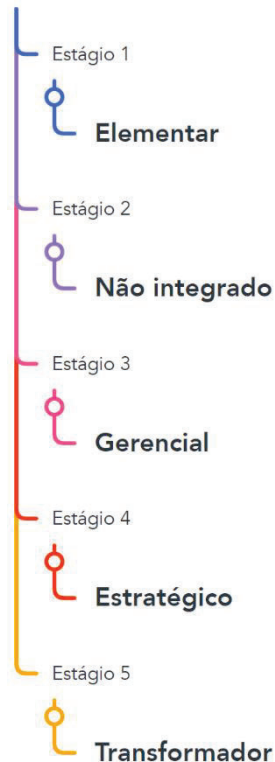 Estágio 1
Elementar
Estágio 2
Não integrado
Estágio 3
Gerencial
Estágio 4
Estratégico
Estágio 5
Transformador